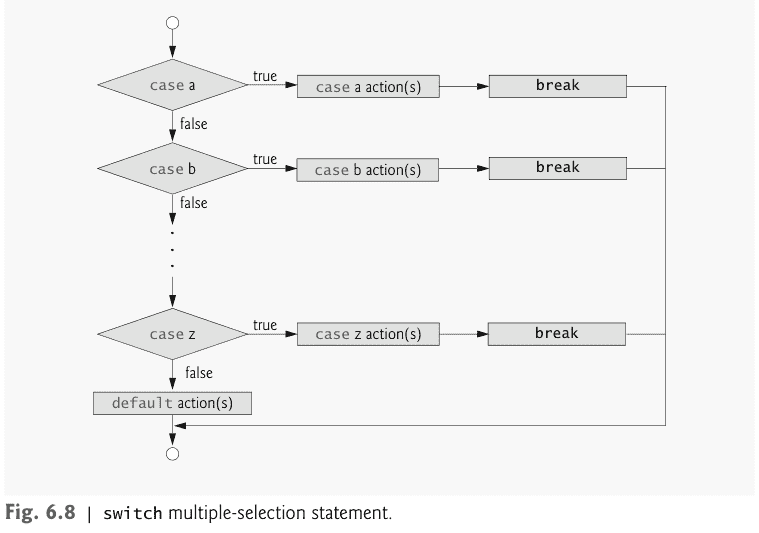 case a
true
case a action(s)
break
false
case b
true
case b action(s)
break
false
.
.
.
case z
true
case z action(s)
break
false
default action(s)
Fig. 6.8 | switch multiple-selection statement.